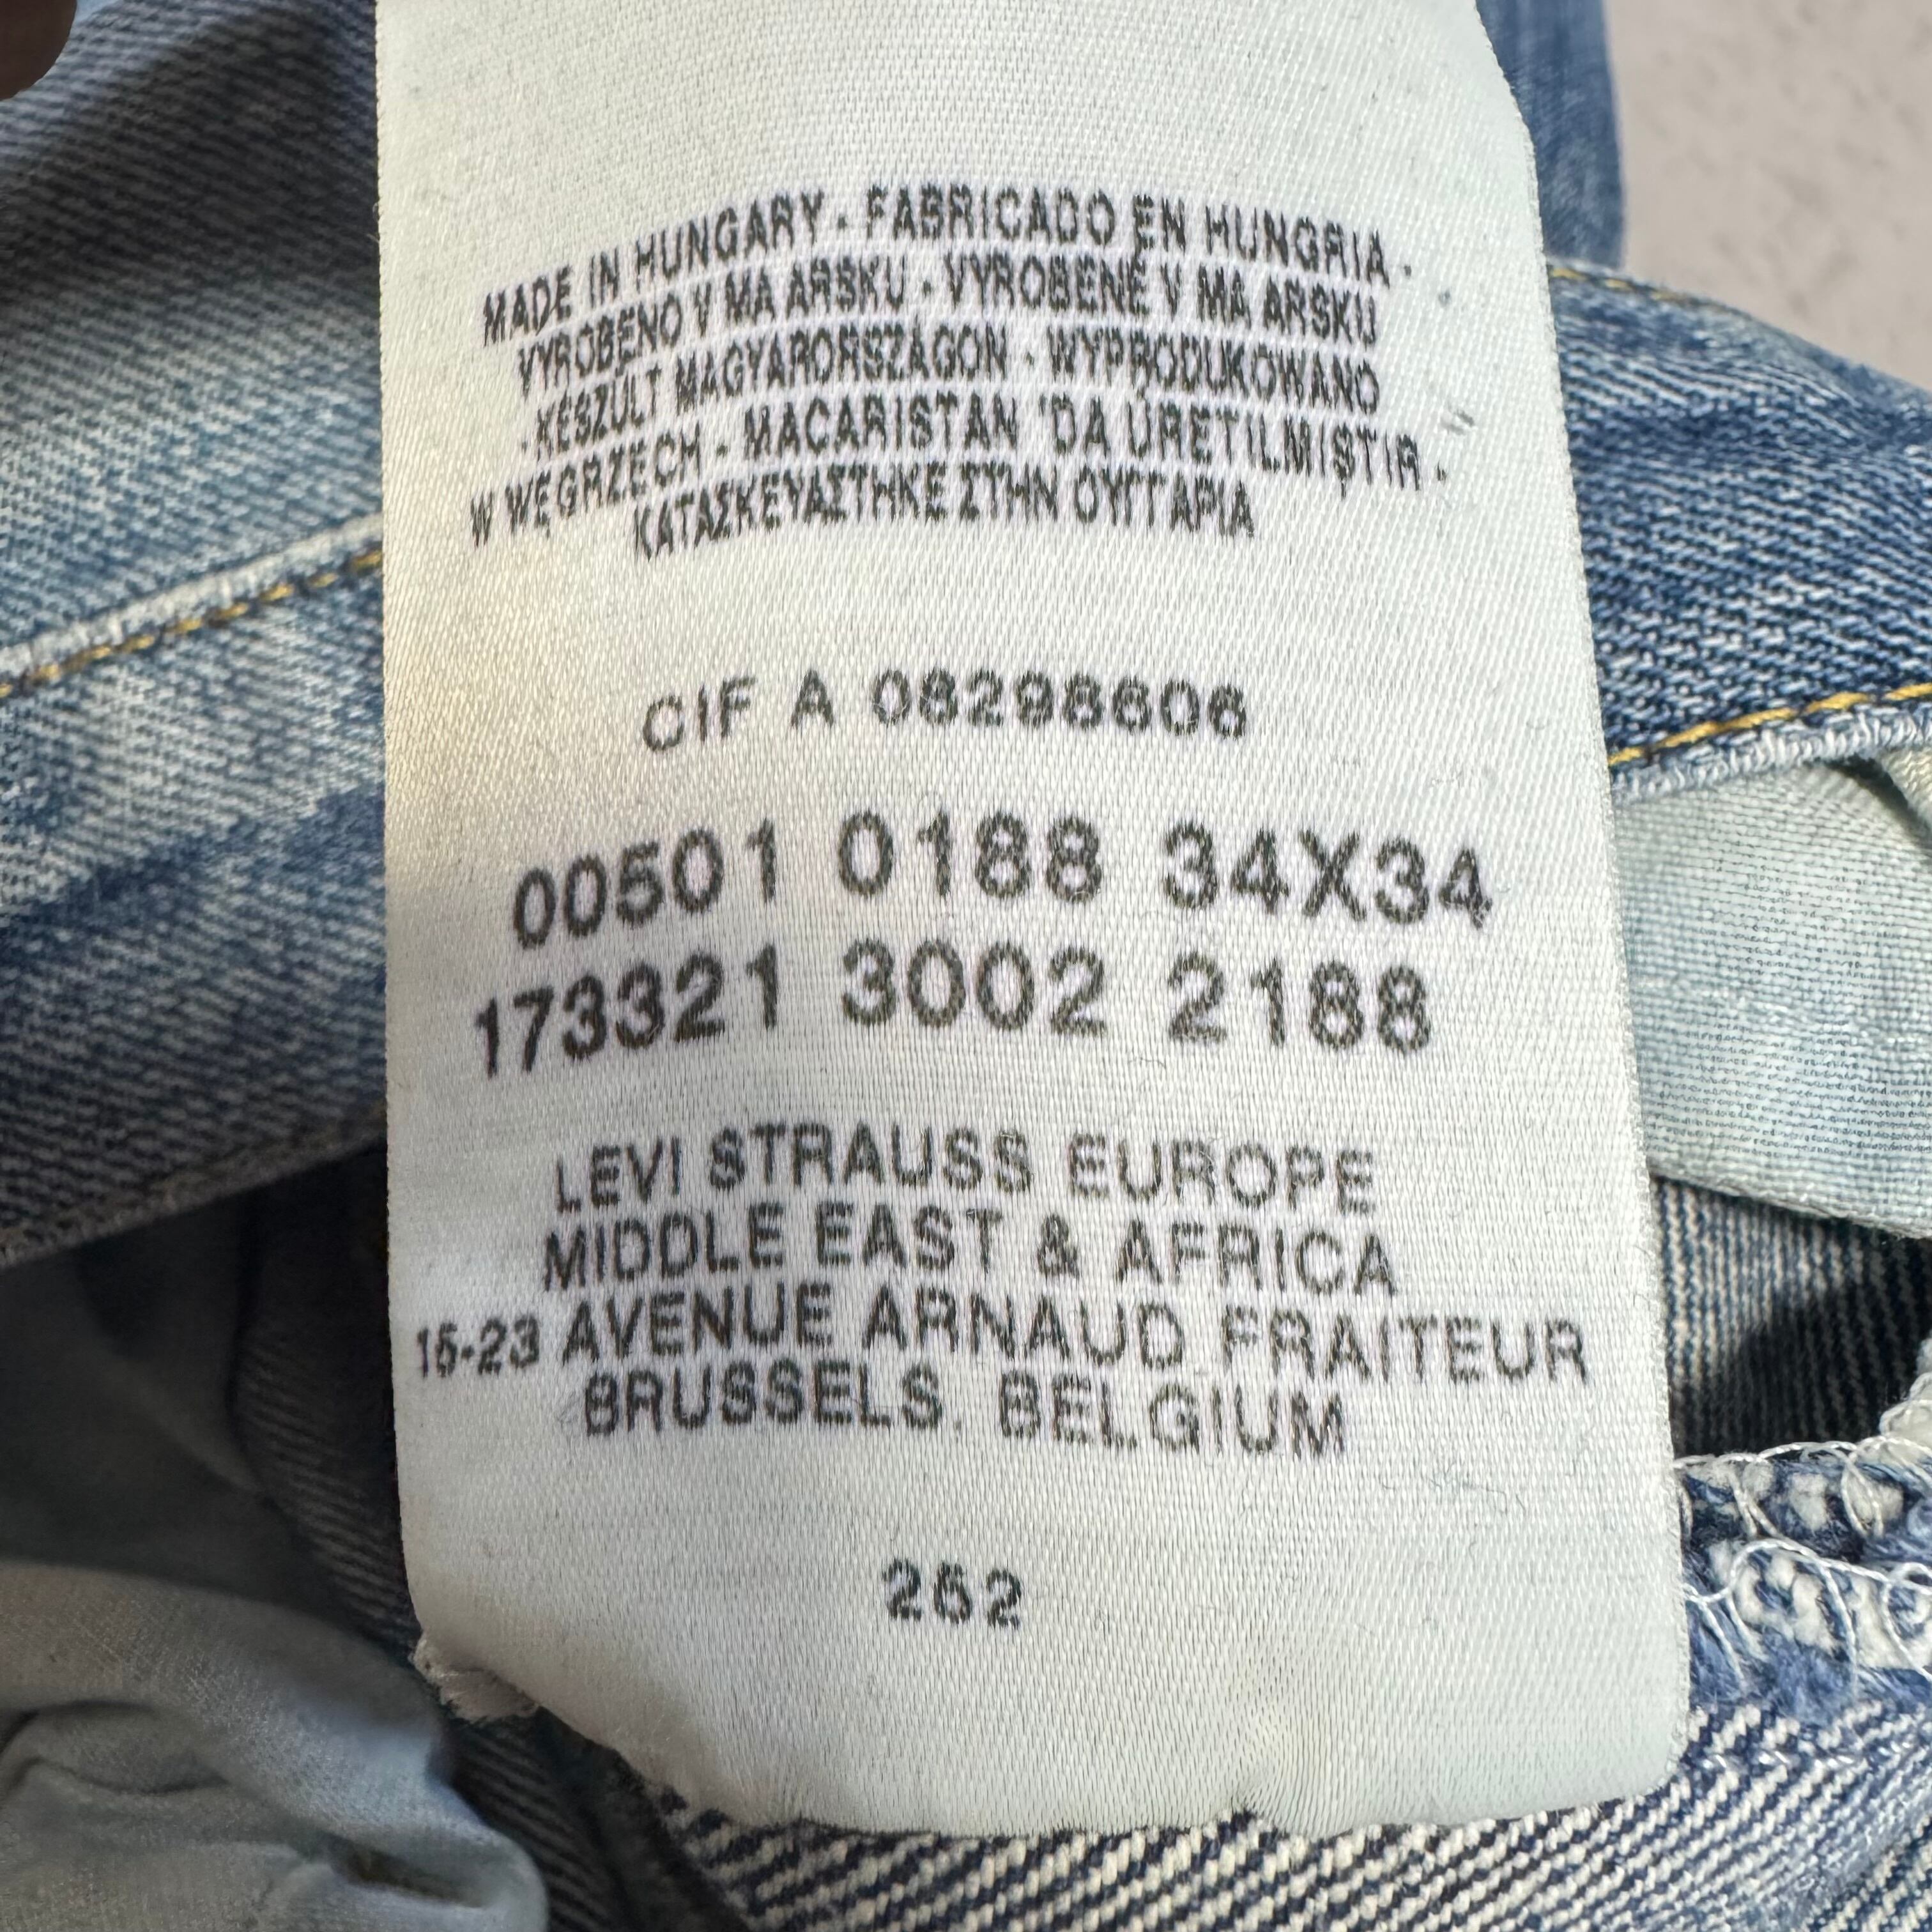 MADE IN HUNGARY - FABRICADO EN HUNGRIA -
VYROBENO V MA ARSKU - VYROBENÉ V MA ARSKU
- KÉSZÜLT MAGYARORSZÁGON - WYPRODUKOWANO
W WĘGRZECH - MACARISTAN 'DA ÜRETILMIŞTIR -
ΚΑΤΑΣΚΕΥΑΣΤΗΚΕ ΣΤΗΝ ΟΥΓΓΑΡΙΑ
CIF A 08298606
00501 0188 34X34
173321 3002 2188
LEVI STRAUSS EUROPE
MIDDLE EAST & AFRICA
15-23 AVENUE ARNAUD FRAITEUR
BRUSSELS, BELGIUM
262